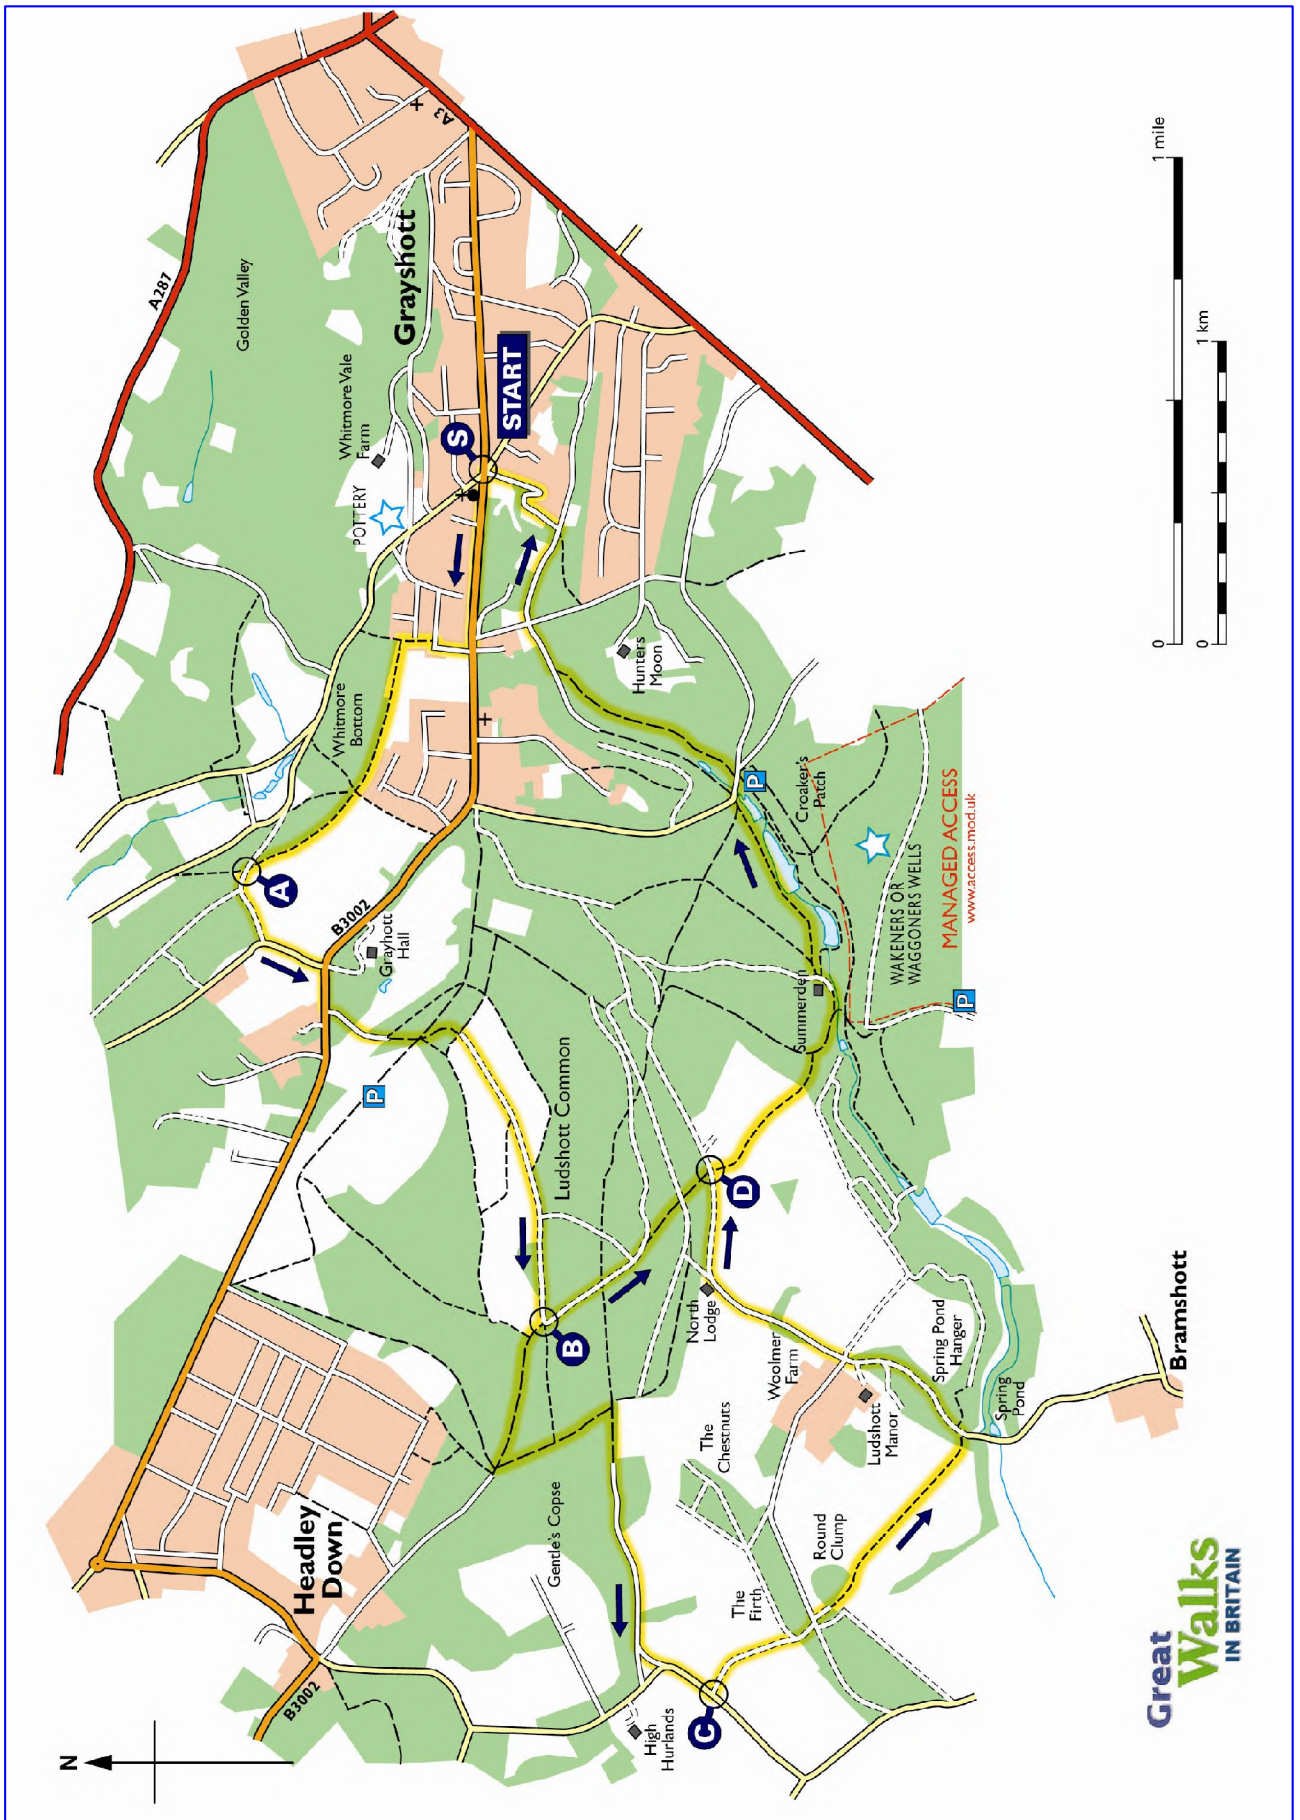 N
A287
A3
Golden Valley
Grayshott
Whitmore Vale
Farm
POTTERY
S
START
Whitmore
Bottom
A
B3002
Grayhott
Hall
P
Hunters
Moon
P
Croaker's
Patch
WAKENERS OR
WAGGONERS WELLS
MANAGED ACCESS
www.access.mod.uk
P
Summerden
Ludshott Common
B
D
North
Lodge
Woolmer
Farm
Spring Pond
Hanger
Spring
Pond
Ludshott
Manor
Bramshott
The
Chestnuts
Round
Clump
The
Firth
Gentle's Copse
Headley
Down
B3002
High
Hurlands
C
0
1 mile
0
1 km
Great
Walks
IN BRITAIN